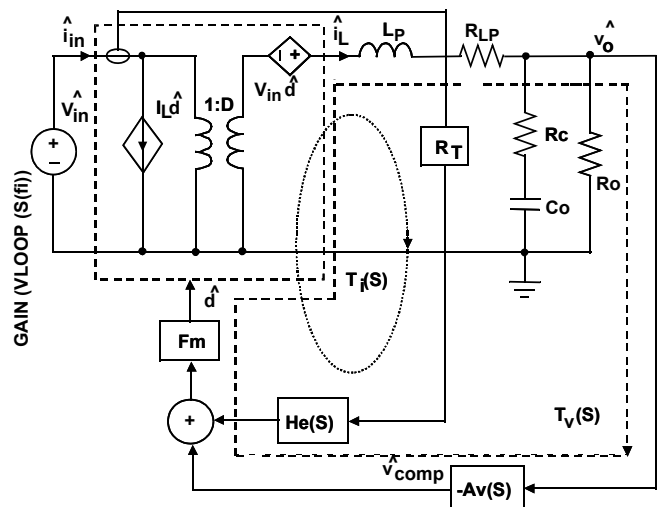 î_in
î_L
L_P
R_LP
v̂_o
V̂_in
+
−
I_L d̂
1:D
V_in d̂
+
R_T
Rc
Ro
Co
GAIN (VLOOP (S(fi))
T_i(S)
d̂
Fm
+
He(S)
T_v(S)
v̂_comp
-Av(S)